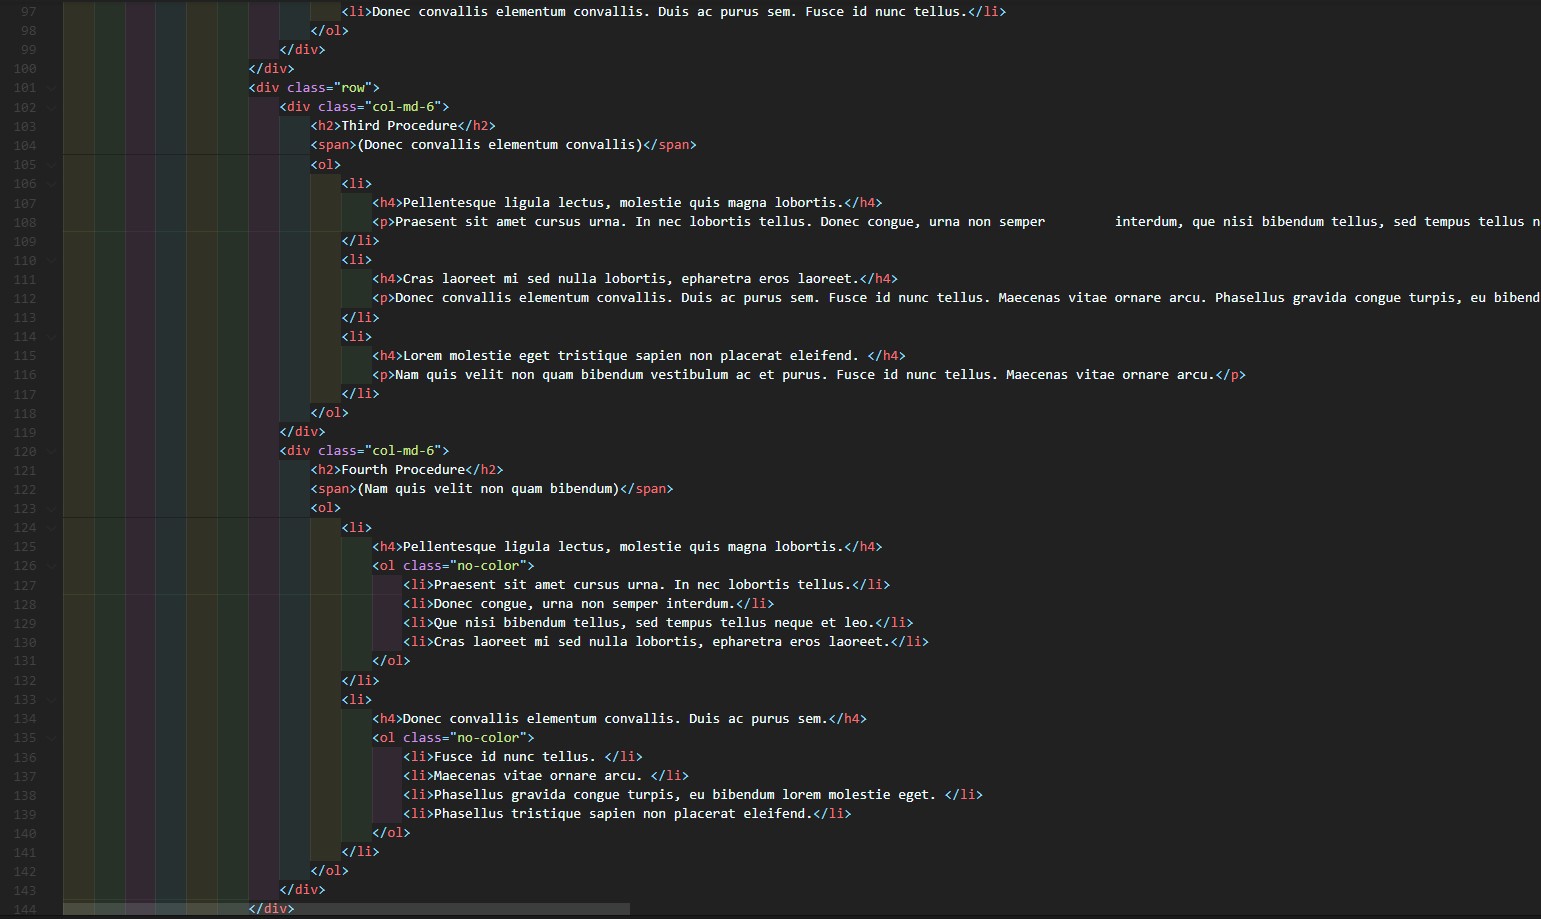 97 <li>Donec convallis elementum convallis. Duis ac purus sem. Fusce id nunc tellus.</li>
98 </ol>
99 </div>
100 </div>
101 <div class="row">
102 <div class="col-md-6">
103 <h2>Third Procedure</h2>
104 <span>(Donec convallis elementum convallis)</span>
105 <ol>
106 <li>
107 <h4>Pellentesque ligula lectus, molestie quis magna lobortis.</h4>
108 <p>Praesent sit amet cursus urna. In nec lobortis tellus. Donec congue, urna non semper interdum, que nisi bibendum tellus, sed tempus tellus n
109 </li>
110 <li>
111 <h4>Cras laoreet mi sed nulla lobortis, epharetra eros laoreet.</h4>
112 <p>Donec convallis elementum convallis. Duis ac purus sem. Fusce id nunc tellus. Maecenas vitae ornare arcu. Phasellus gravida congue turpis, eu bibend
113 </li>
114 <li>
115 <h4>Lorem molestie eget tristique sapien non placerat eleifend. </h4>
116 <p>Nam quis velit non quam bibendum vestibulum ac et purus. Fusce id nunc tellus. Maecenas vitae ornare arcu.</p>
117 </li>
118 </ol>
119 </div>
120 <div class="col-md-6">
121 <h2>Fourth Procedure</h2>
122 <span>(Nam quis velit non quam bibendum)</span>
123 <ol>
124 <li>
125 <h4>Pellentesque ligula lectus, molestie quis magna lobortis.</h4>
126 <ol class="no-color">
127 <li>Praesent sit amet cursus urna. In nec lobortis tellus.</li>
128 <li>Donec congue, urna non semper interdum.</li>
129 <li>Que nisi bibendum tellus, sed tempus tellus neque et leo.</li>
130 <li>Cras laoreet mi sed nulla lobortis, epharetra eros laoreet.</li>
131 </ol>
132 </li>
133 <li>
134 <h4>Donec convallis elementum convallis. Duis ac purus sem.</h4>
135 <ol class="no-color">
136 <li>Fusce id nunc tellus. </li>
137 <li>Maecenas vitae ornare arcu. </li>
138 <li>Phasellus gravida congue turpis, eu bibendum lorem molestie eget. </li>
139 <li>Phasellus tristique sapien non placerat eleifend.</li>
140 </ol>
141 </li>
142 </ol>
143 </div>
144 </div>